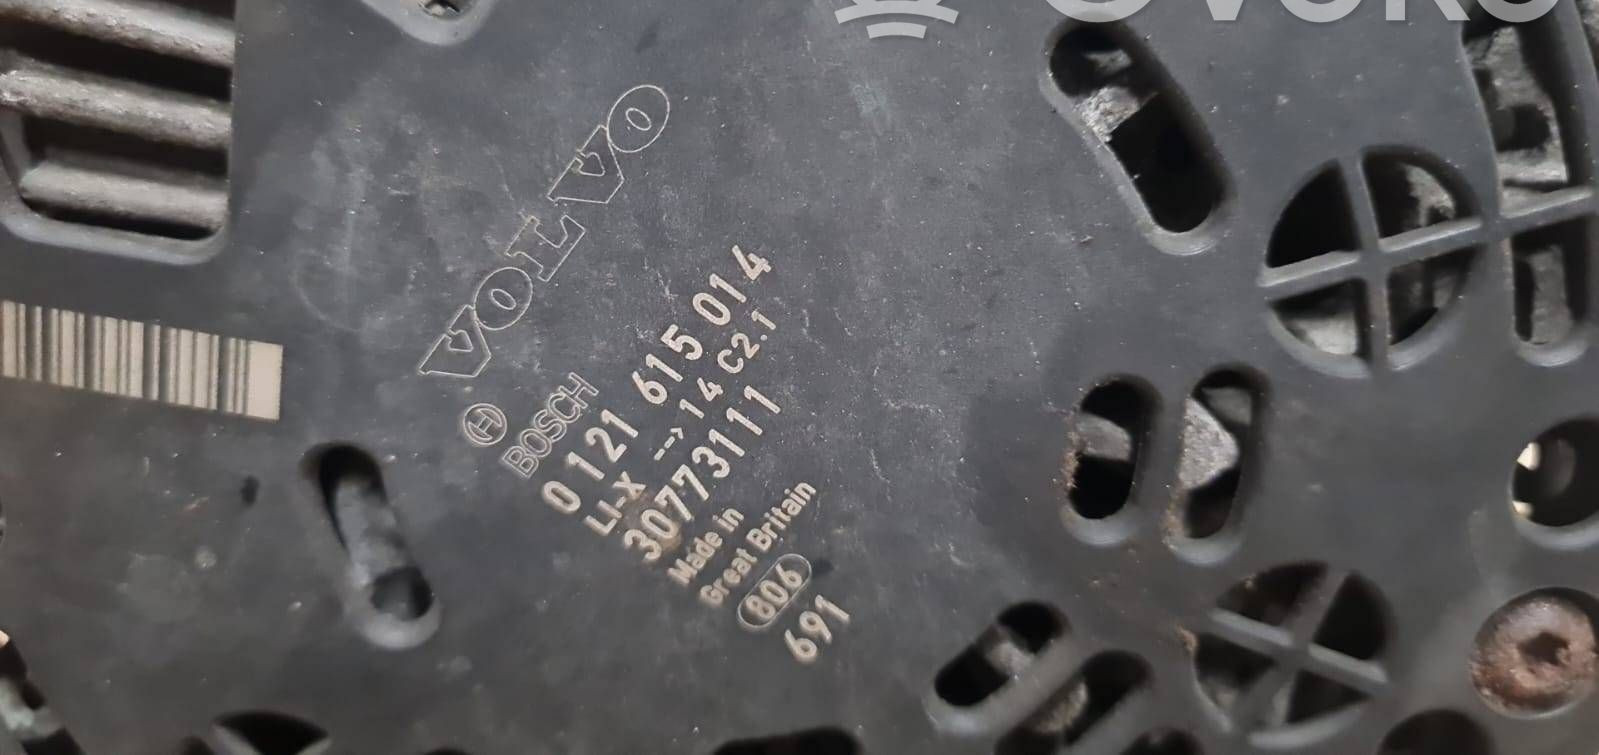 VOLVO
BOSCH
0 121 615 014
LI-X -->14 C2.1
30773111
Made in
Great Britain
806
691